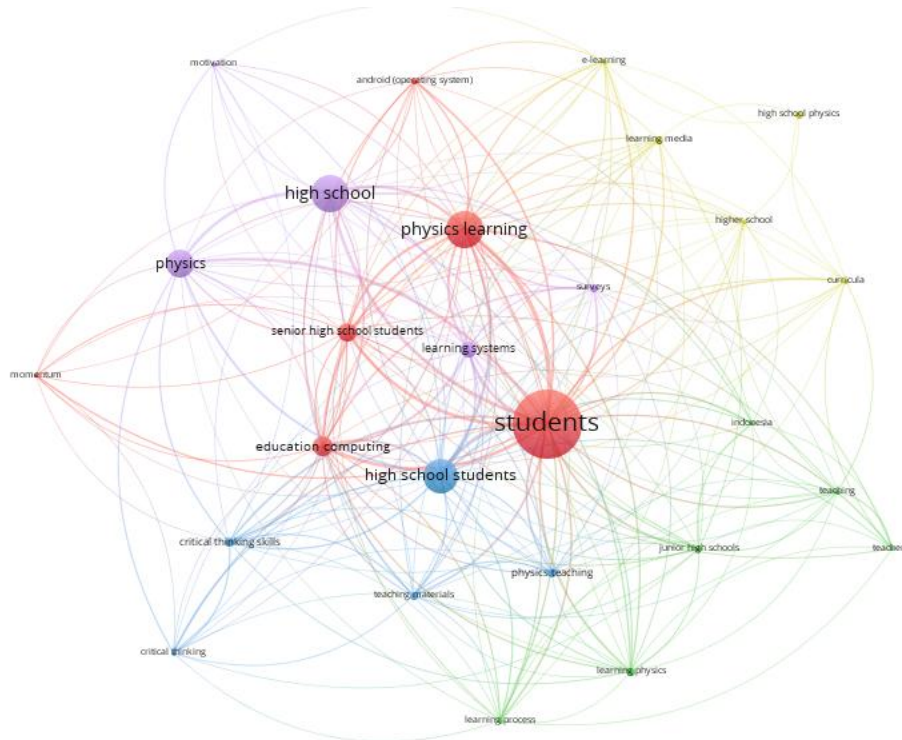 motivation
e-learning
android (operating system)
high school physics
learning media
high school
physics learning
higher school
physics
curricula
surveys
senior high school students
learning systems
momentum
students
indonesia
education computing
high school students
teaching
critical thinking skills
junior high schools
physics teaching
teaching materials
critical thinking
learning physics
learning process